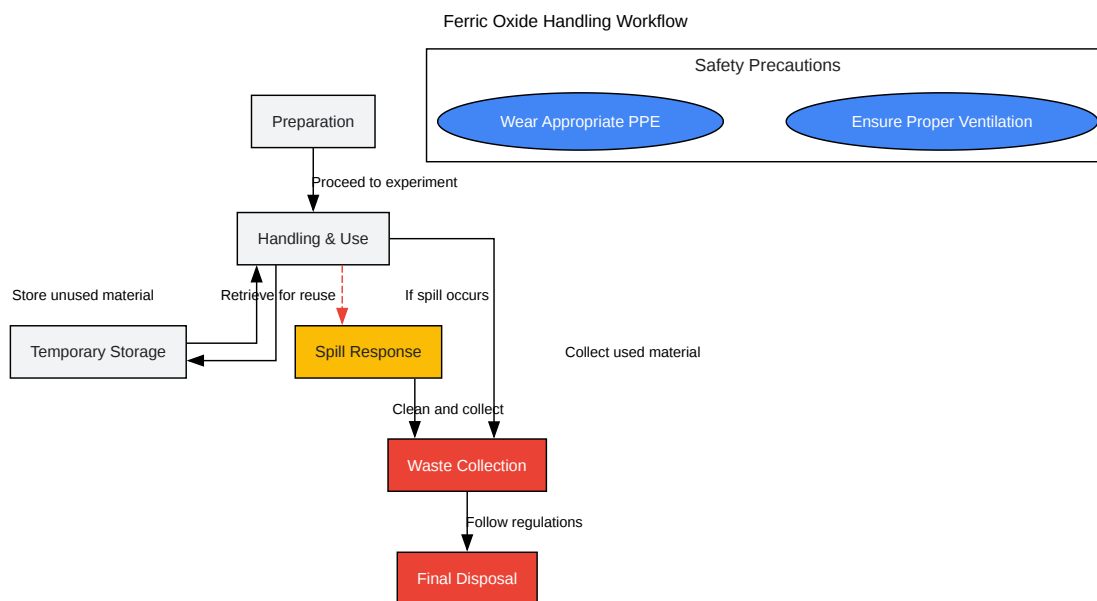 Ferric Oxide Handling Workflow
Safety Precautions
Wear Appropriate PPE
Ensure Proper Ventilation
Preparation
Proceed to experiment
Handling & Use
Store unused material
Retrieve for reuse
If spill occurs
Temporary Storage
Spill Response
Collect used material
Clean and collect
Waste Collection
Follow regulations
Final Disposal